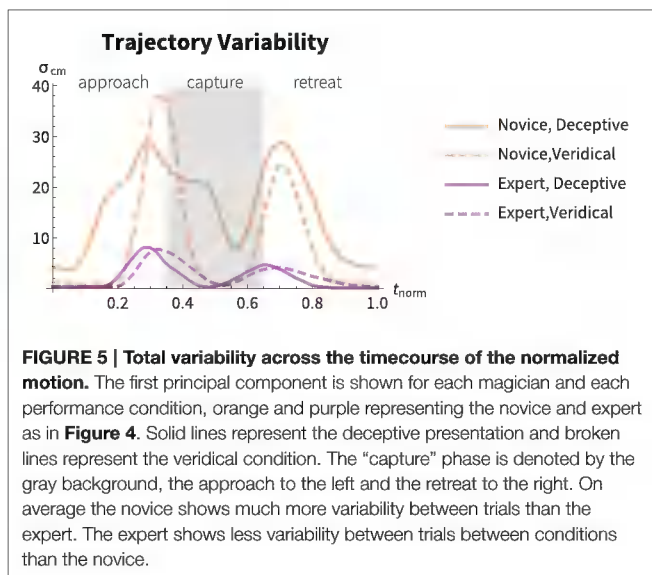 Trajectory Variability
σcm
approach capture retreat
40
30
20
10
0.2 0.4 0.6 0.8 1.0
tnorm
Novice, Deceptive
Novice,Veridical
Expert, Deceptive
Expert,Veridical
FIGURE 5 | Total variability across the timecourse of the normalized
motion. The first principal component is shown for each magician and each
performance condition, orange and purple representing the novice and expert
as in Figure 4. Solid lines represent the deceptive presentation and broken
lines represent the veridical condition. The “capture” phase is denoted by the
gray background, the approach to the left and the retreat to the right. On
average the novice shows much more variability between trials than the
expert. The expert shows less variability between trials between conditions
than the novice.